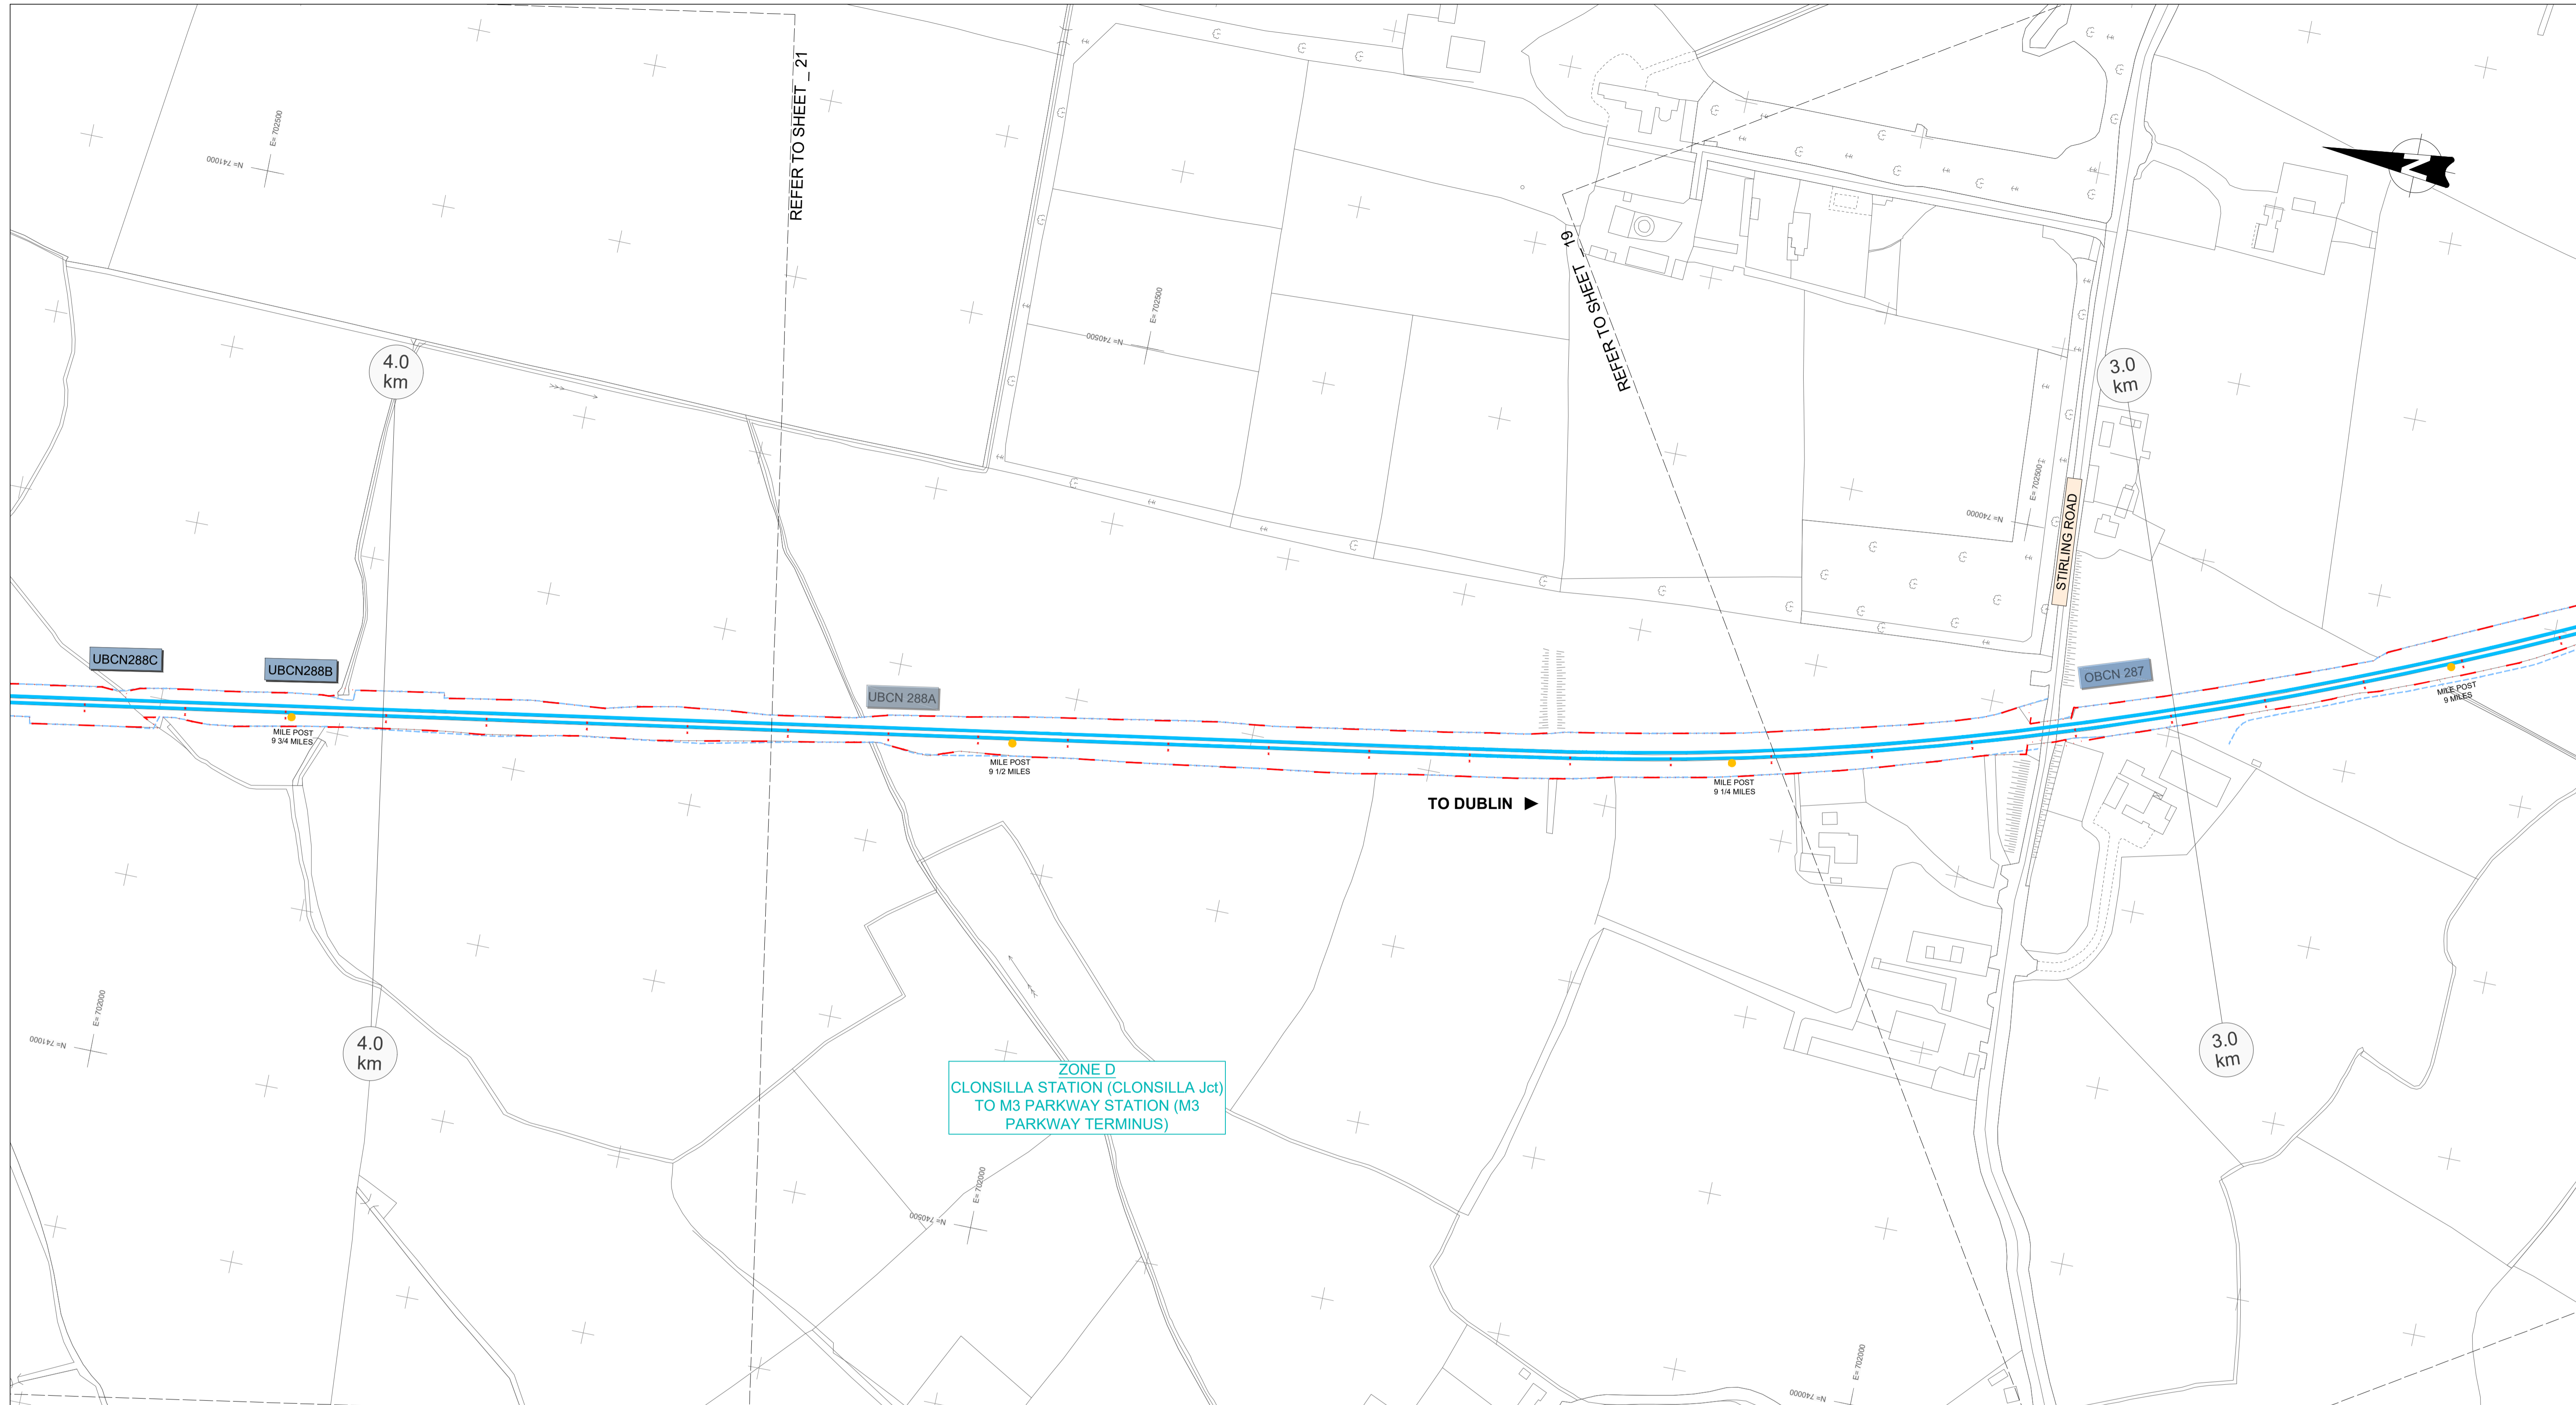 REFER TO SHEET _ 21
E= 702500
N= 741000
REFER TO SHEET _ 19
E= 702500
N= 740500
4.0
km
3.0
km
E= 702500
N= 740000
STIRLING ROAD
UBCN288C
UBCN288B
UBCN 288A
OBCN 287
MILE POST
9 3/4 MILES
MILE POST
9 1/2 MILES
MILE POST
9 1/4 MILES
MILE POST
9 MILES
TO DUBLIN
E= 702000
N= 741000
4.0
km
3.0
km
ZONE D
CLONSILLA STATION (CLONSILLA Jct)
TO M3 PARKWAY STATION (M3
PARKWAY TERMINUS)
E= 702000
N= 740500
E= 702000
N= 740000